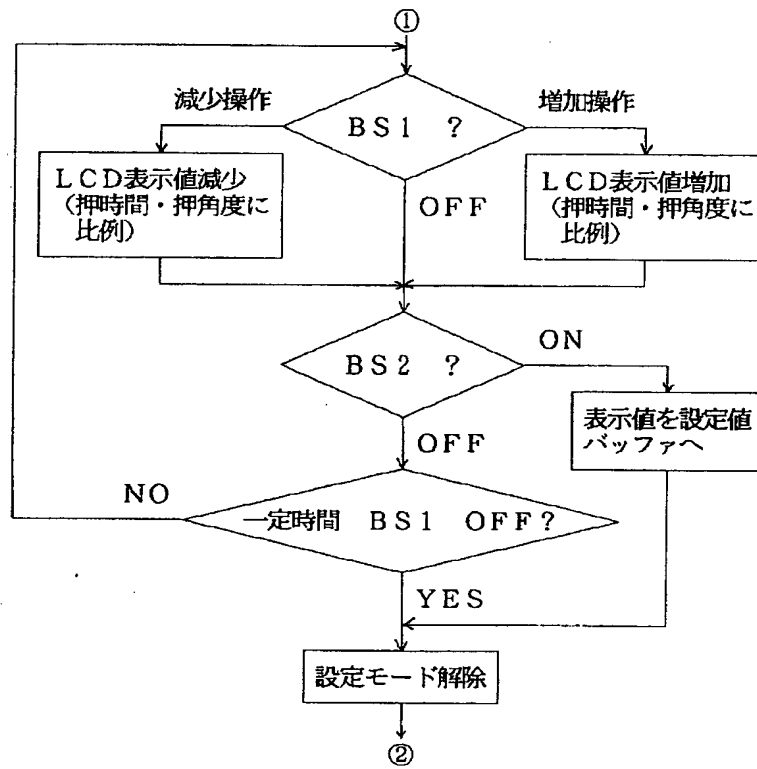 ①
減少操作
増加操作
BS1 ?
LCD表示値減少
(押時間・押角度に
比例)
OFF
LCD表示値増加
(押時間・押角度に
比例)
BS2 ?
ON
表示値を設定値
バッファへ
OFF
NO
一定時間 BS1 OFF?
YES
設定モード解除
②